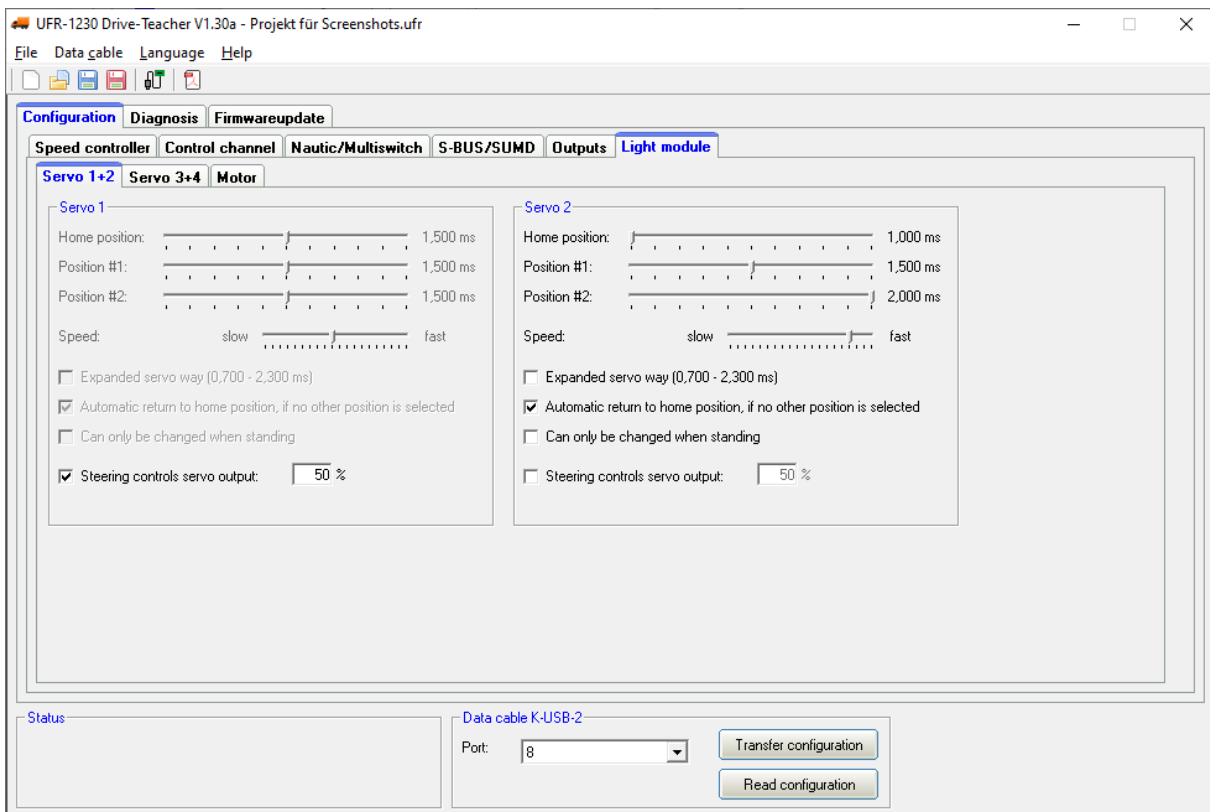 UFR-1230 Drive-Teacher V1.30a - Projekt für Screenshots.ufr
File Data cable Language Help
Configuration Diagnosis Firmwareupdate
Speed controller Control channel Nautic/Multiswitch S-BUS/SUMD Outputs Light module
Servo 1+2 Servo 3+4 Motor
Servo 1
Home position: 1,500 ms
Position #1: 1,500 ms
Position #2: 1,500 ms
Speed: slow fast
Expanded servo way (0,700 - 2,300 ms)
Automatic return to home position, if no other position is selected
Can only be changed when standing
Steering controls servo output: 50 %
Servo 2
Home position: 1,000 ms
Position #1: 1,500 ms
Position #2: 2,000 ms
Speed: slow fast
Expanded servo way (0,700 - 2,300 ms)
Automatic return to home position, if no other position is selected
Can only be changed when standing
Steering controls servo output: 50 %
Status
Data cable K-USB-2
Port: 8
Transfer configuration
Read configuration